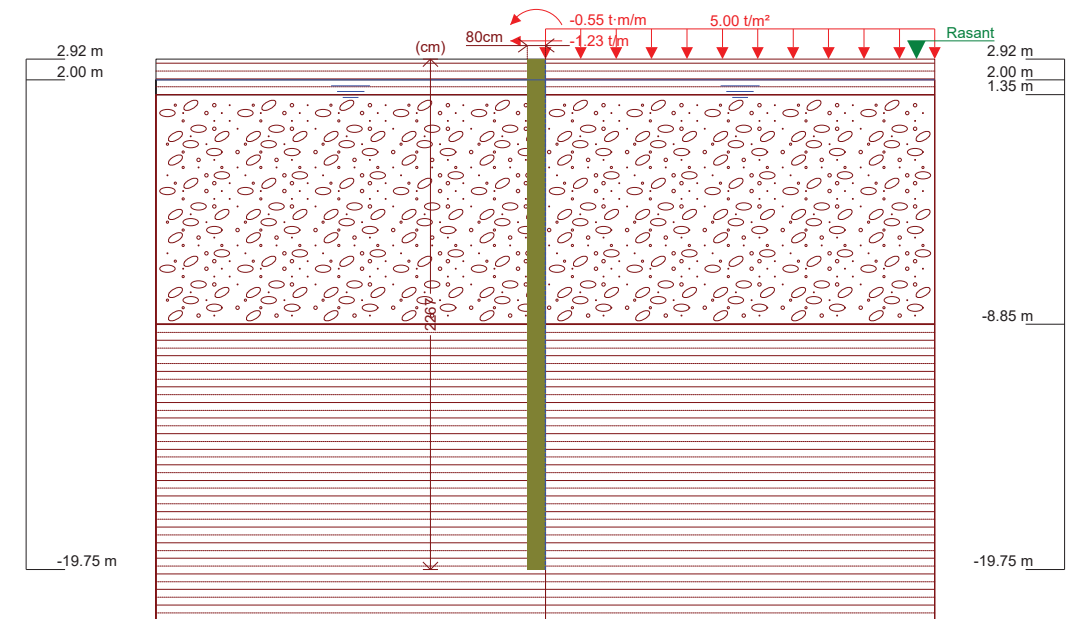 -0.55 t·m/m
5.00 t/m²
80cm
-1.23 t/m
Rasant
2.92 m
(cm)
2.92 m
2.00 m
2.00 m
1.35 m
2267
-8.85 m
-19.75 m
-19.75 m